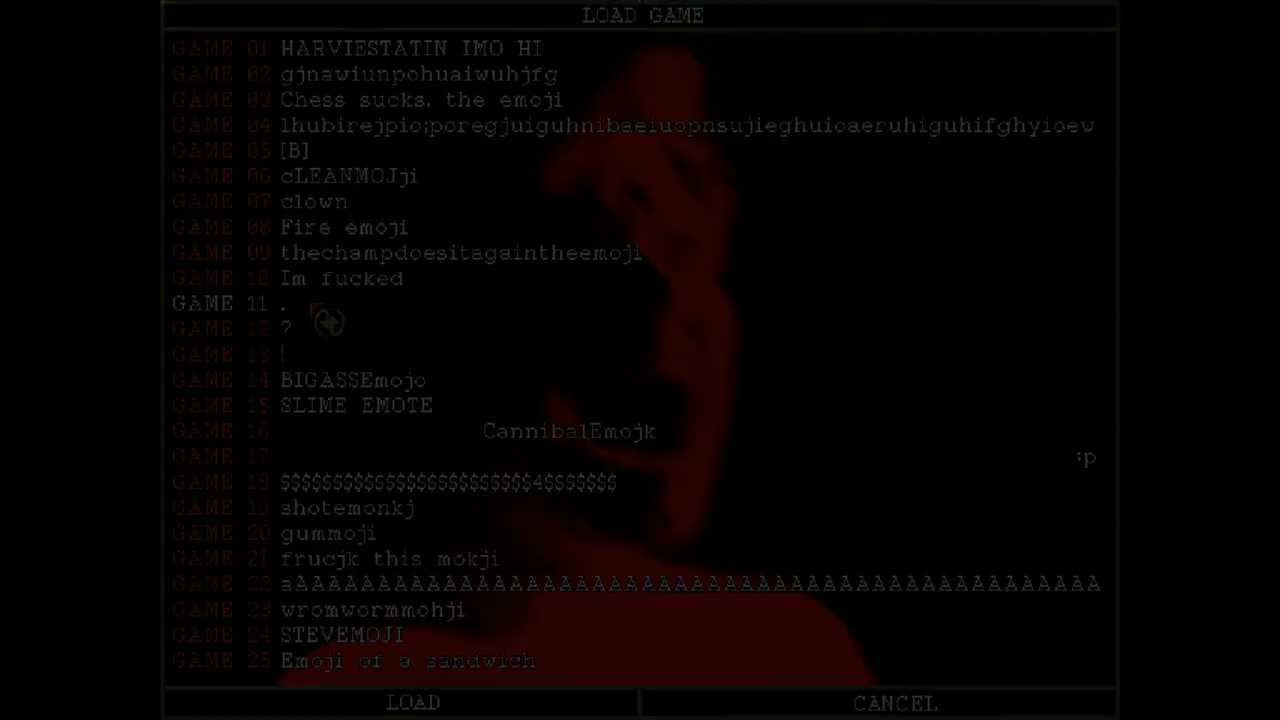 LOAD GAME
GAME 01 HARVIESTATIN IMO HI
GAME 02 gjnawiunpohuaiwuhjfg
GAME 03 Chess sucks. the emoji
GAME 04 lhubirejpio;poregjuiguhnibaeiuopnsujieghuioaeruhiguhifghyioew
GAME 05 [B]
GAME 06 cLEANMOJji
GAME 07 clown
GAME 08 Fire emoji
GAME 09 thechampdoesitagaintheemoji
GAME 10 Im fucked
GAME 11 .
GAME 12 ?
GAME 13 |
GAME 14 BIGASSEmojo
GAME 15 SLIME EMOTE
GAME 16 CannibalEmojk
GAME 17 :p
GAME 18 $$$$$$$$$$$$$$$$$$$$$$4$$$$$$$
GAME 19 shotemonkj
GAME 20 gummoji
GAME 21 frucjk this mokji
GAME 22
GAME 23 wromwormmohji
GAME 24 STEVEMOJI
GAME 25 Emoji of a sandwich
LOAD CANCEL